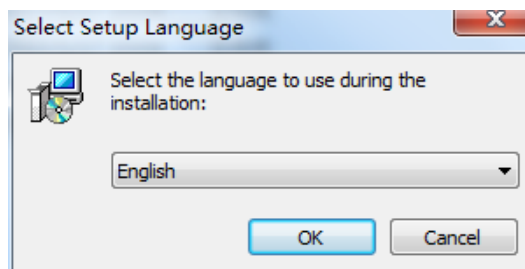 Select Setup Language
Select the language to use during the
installation:
English
OK
Cancel